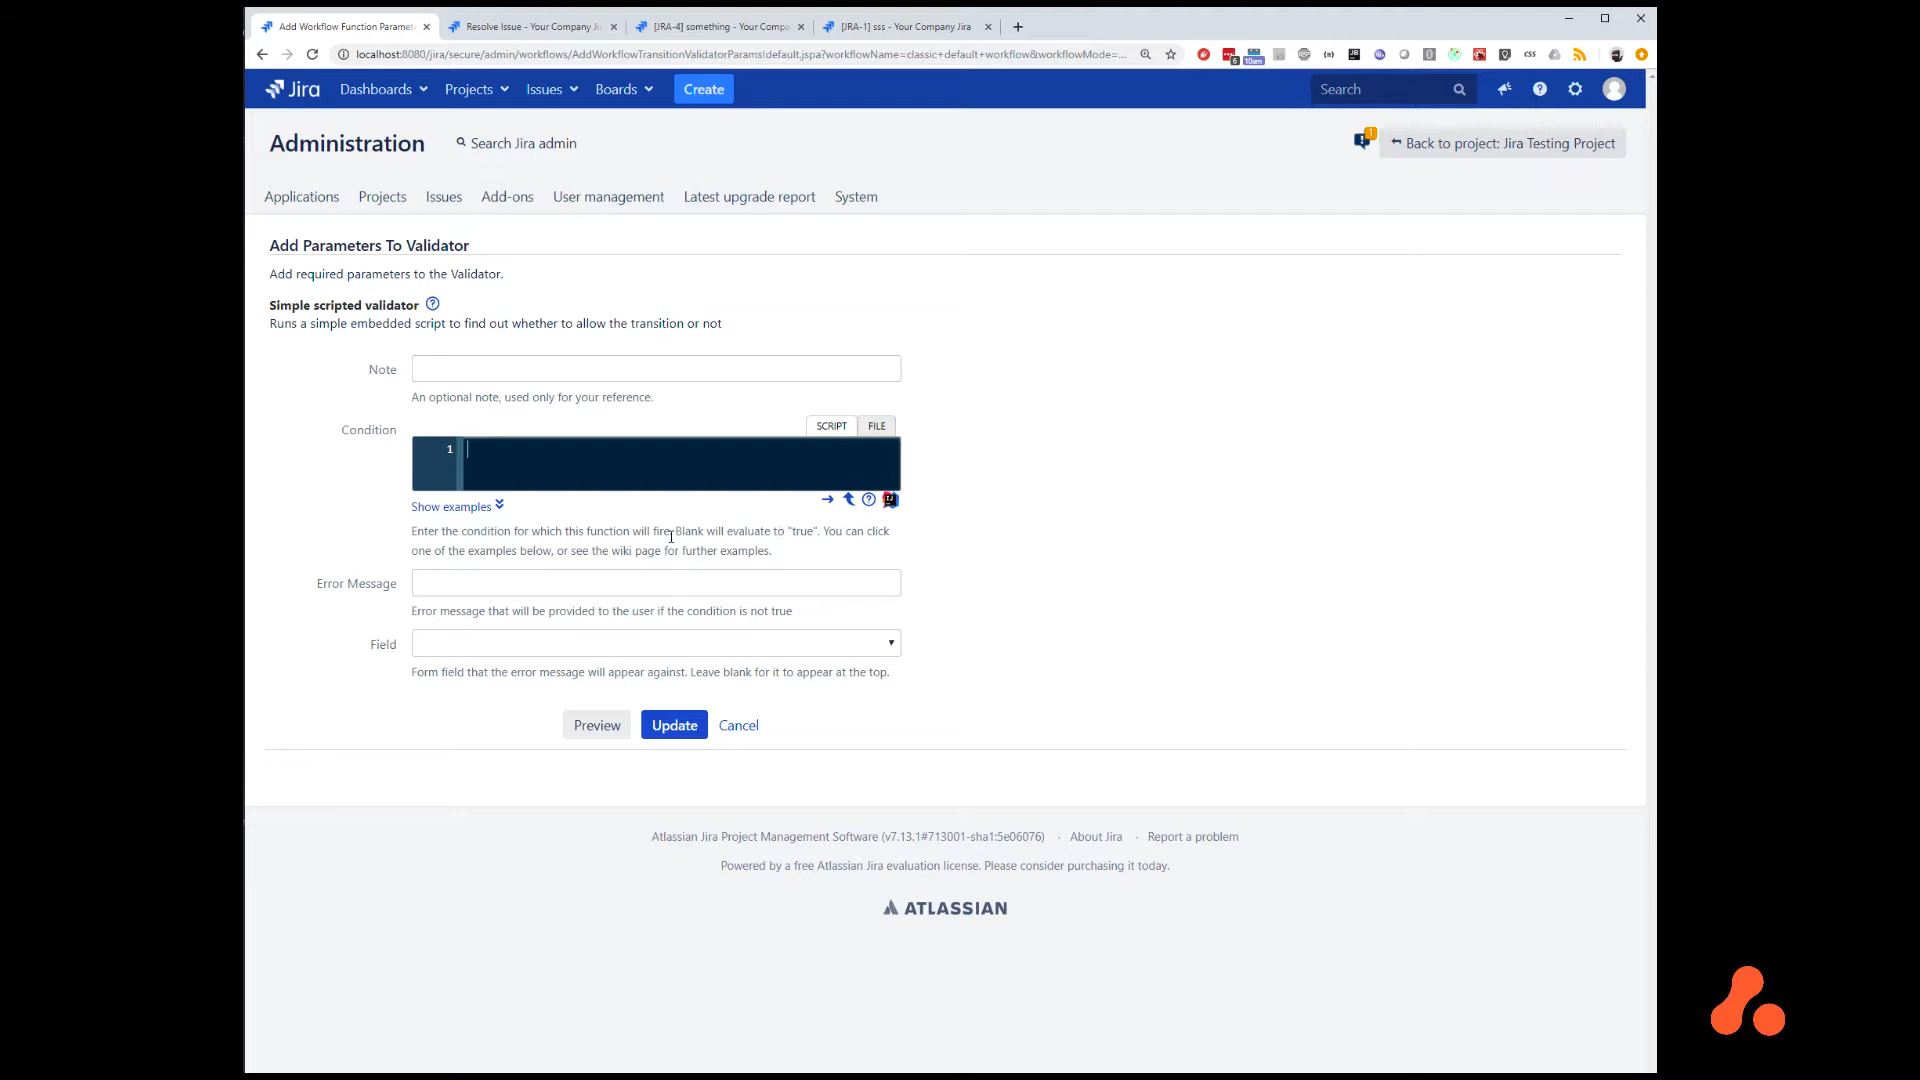 Add Workflow Function Paramet
Resolve Issue - Your Company Jir
[JRA-4] something - Your Compa
[JRA-1] sss - Your Company Jira
localhost:8080/jira/secure/admin/workflows/AddWorkflowTransitionValidatorParams!default.jspa?workflowName=classic+default+workflow&workflowMode=...
6
10am
css
Jira
Dashboards
Projects
Issues
Boards
Create
Search
Administration
Search Jira admin
1
Back to project: Jira Testing Project
Applications
Projects
Issues
Add-ons
User management
Latest upgrade report
System
Add Parameters To Validator
Add required parameters to the Validator.
Simple scripted validator
Runs a simple embedded script to find out whether to allow the transition or not
Note
An optional note, used only for your reference.
SCRIPT
FILE
Condition
1
Show examples
Enter the condition for which this function will fire. Blank will evaluate to "true". You can click
one of the examples below, or see the wiki page for further examples.
Error Message
Error message that will be provided to the user if the condition is not true
Field
Form field that the error message will appear against. Leave blank for it to appear at the top.
Preview
Update
Cancel
Atlassian Jira Project Management Software (v7.13.1#713001-sha1:5e06076)
· About Jira
· Report a problem
Powered by a free Atlassian Jira evaluation license. Please consider purchasing it today.
ATLASSIAN